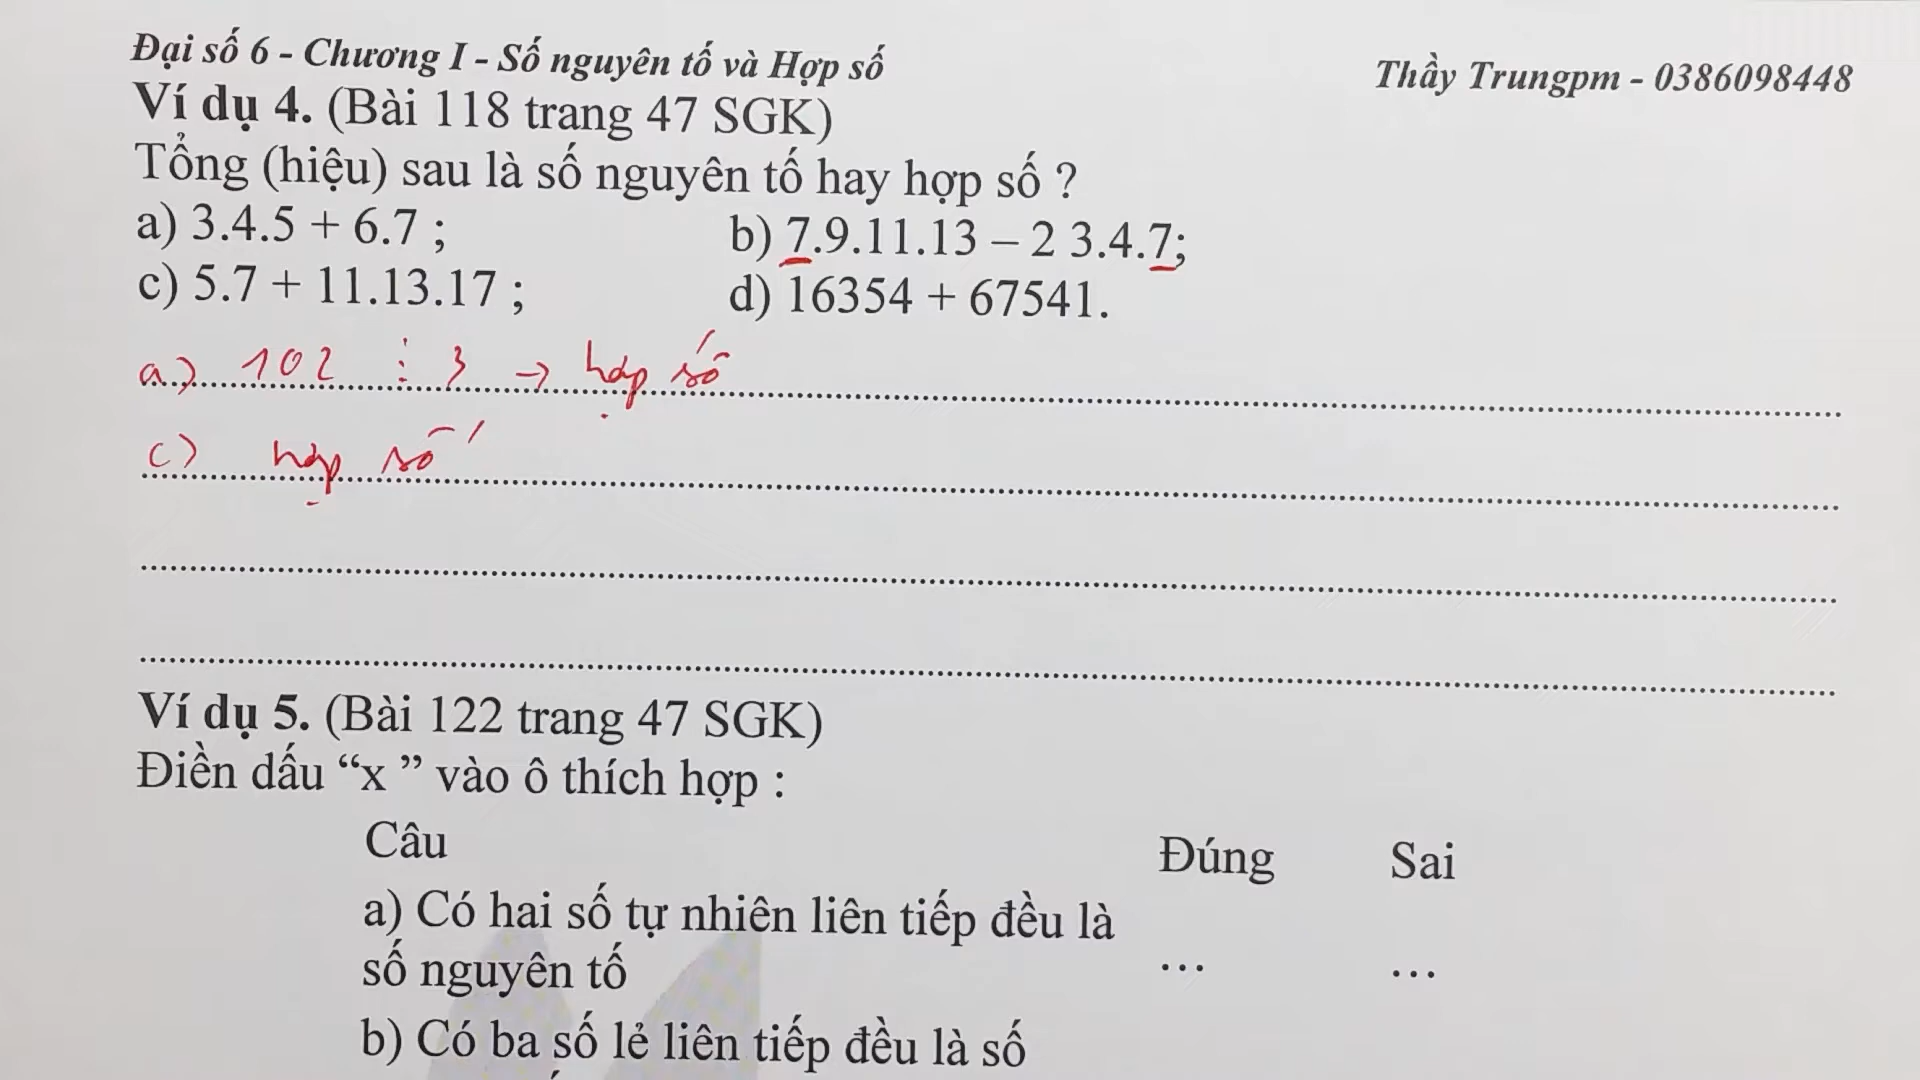 Đại số 6 - Chương I - Số nguyên tố và Hợp số
Thầy Trungpm - 0386098448
Ví dụ 4. (Bài 118 trang 47 SGK)
Tổng (hiệu) sau là số nguyên tố hay hợp số ?
a) 3.4.5 + 6.7 ;
b) 7.9.11.13 – 2 3.4.7;
c) 5.7 + 11.13.17 ;
d) 16354 + 67541.
a) 102 ⋮ 3 → hợp số
c) hợp số
Ví dụ 5. (Bài 122 trang 47 SGK)
Điền dấu “x ” vào ô thích hợp :
Câu
Đúng
Sai
a) Có hai số tự nhiên liên tiếp đều là
số nguyên tố
...
...
b) Có ba số lẻ liên tiếp đều là số